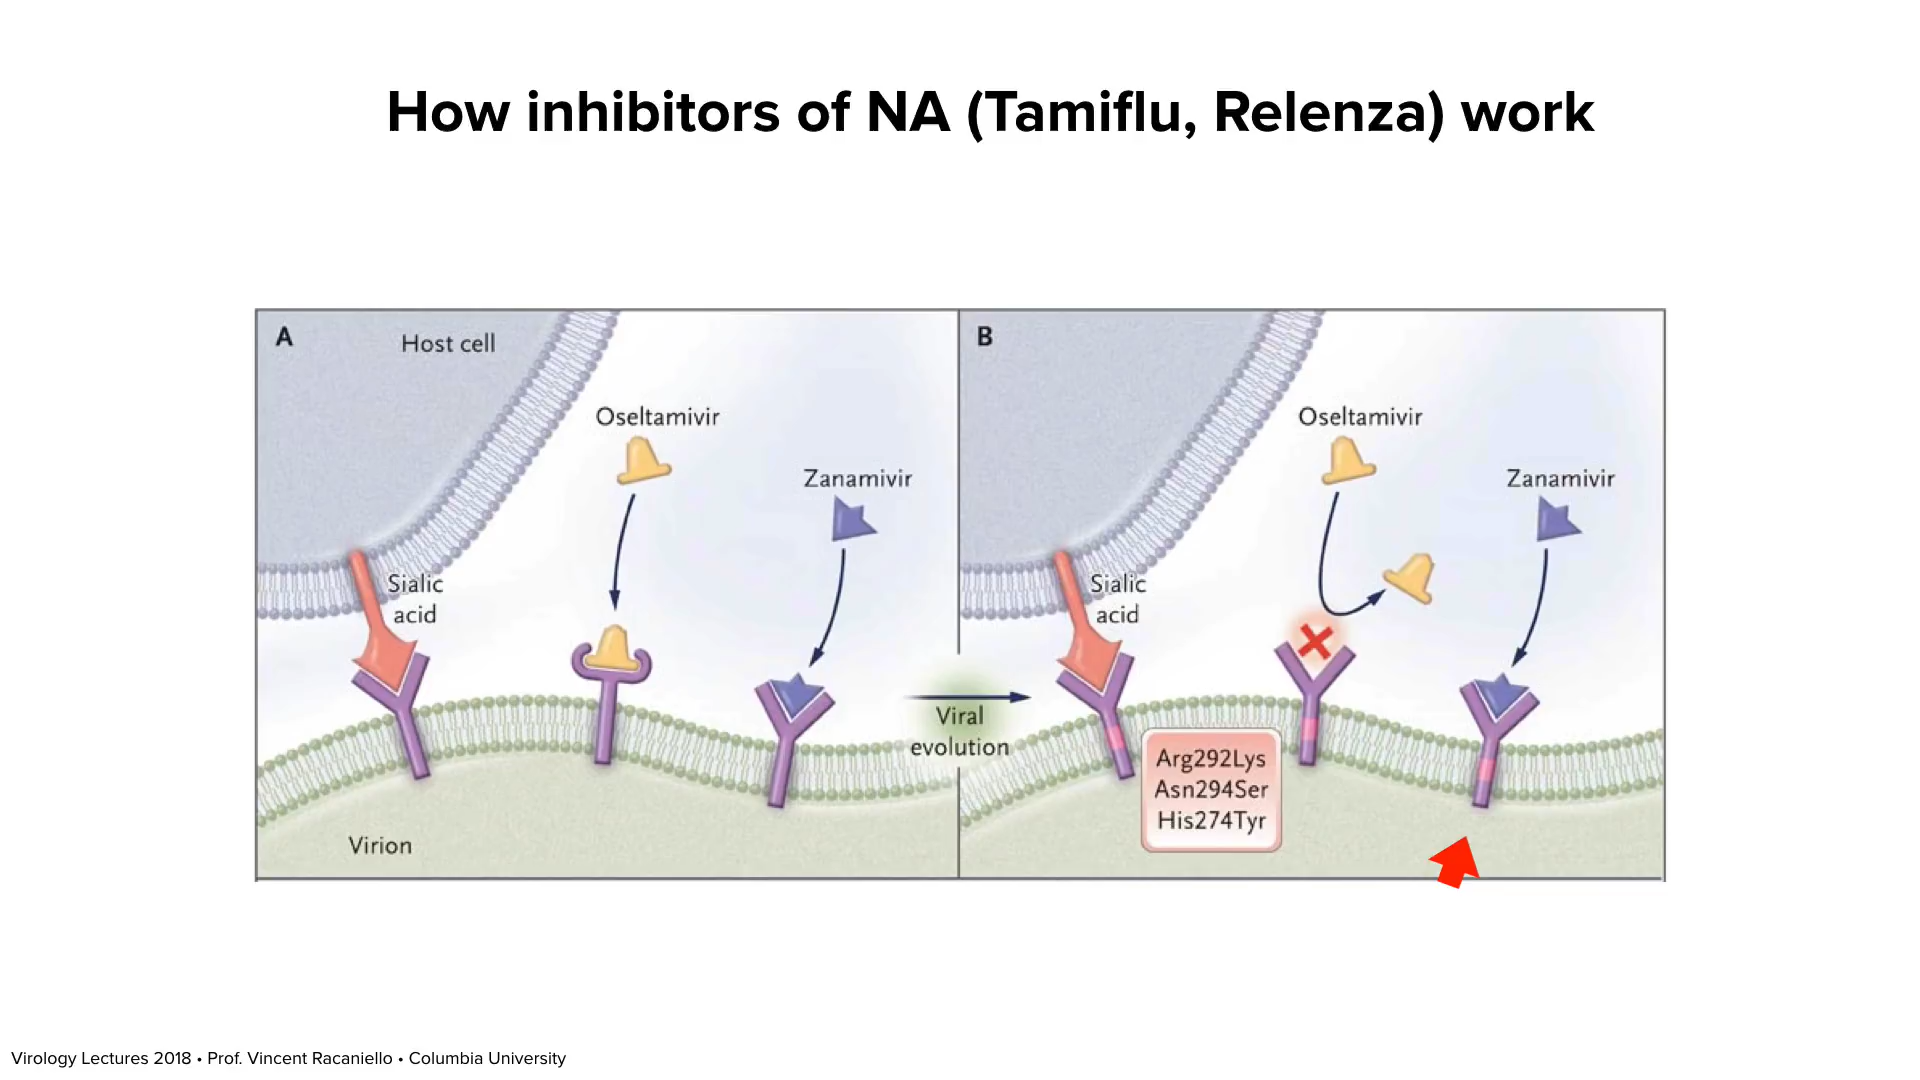 How inhibitors of NA (Tamiflu, Relenza) work
A
Host cell
Oseltamivir
Zanamivir
Sialic
acid
Virion
Viral
evolution
B
Oseltamivir
Zanamivir
Sialic
acid
Arg292Lys
Asn294Ser
His274Tyr
Virology Lectures 2018 • Prof. Vincent Racaniello • Columbia University